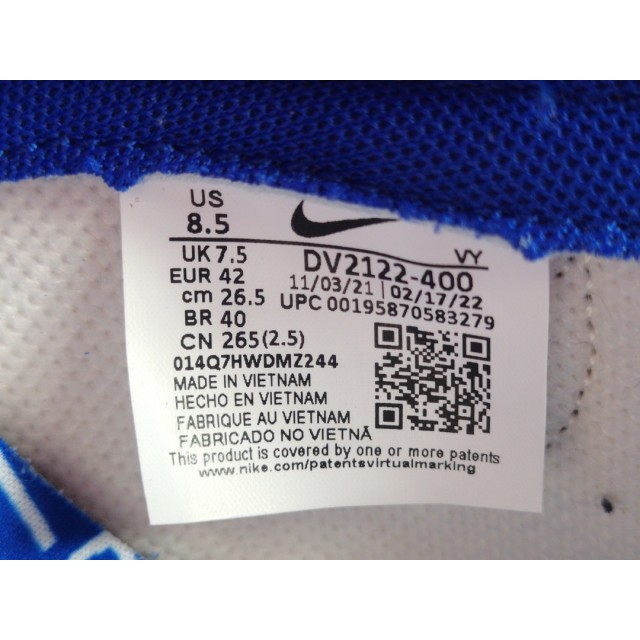 US
8.5
VY
UK 7.5
DV2122-400
EUR 42
11/03/21 | 02/17/22
cm 26.5
UPC 00195870583279
BR 40
CN 265(2.5)
014Q7HWDMZ244
MADE IN VIETNAM
HECHO EN VIETNAM
FABRIQUE AU VIETNAM
FABRICADO NO VIETNÃ
This product is covered by one or more patents
www.nike.com/patentsvirtualmarking